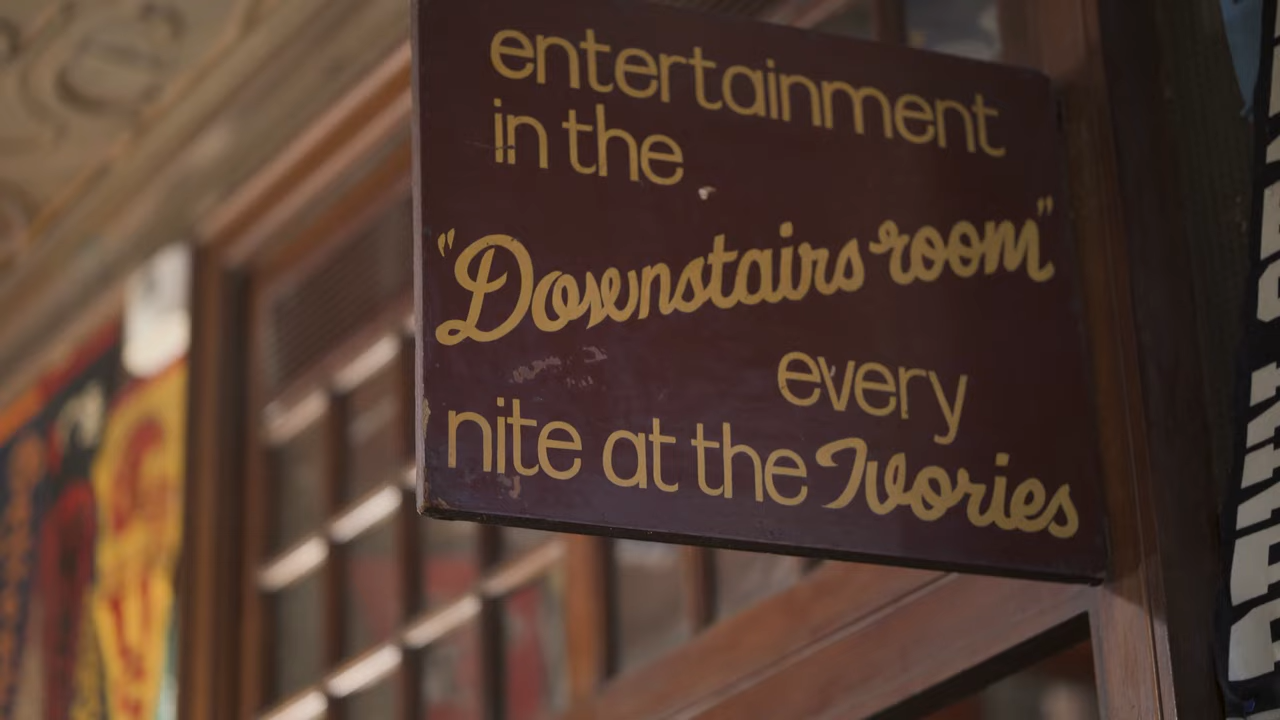 entertainment
in the
"Downstairs room"
every
nite at the Ivories